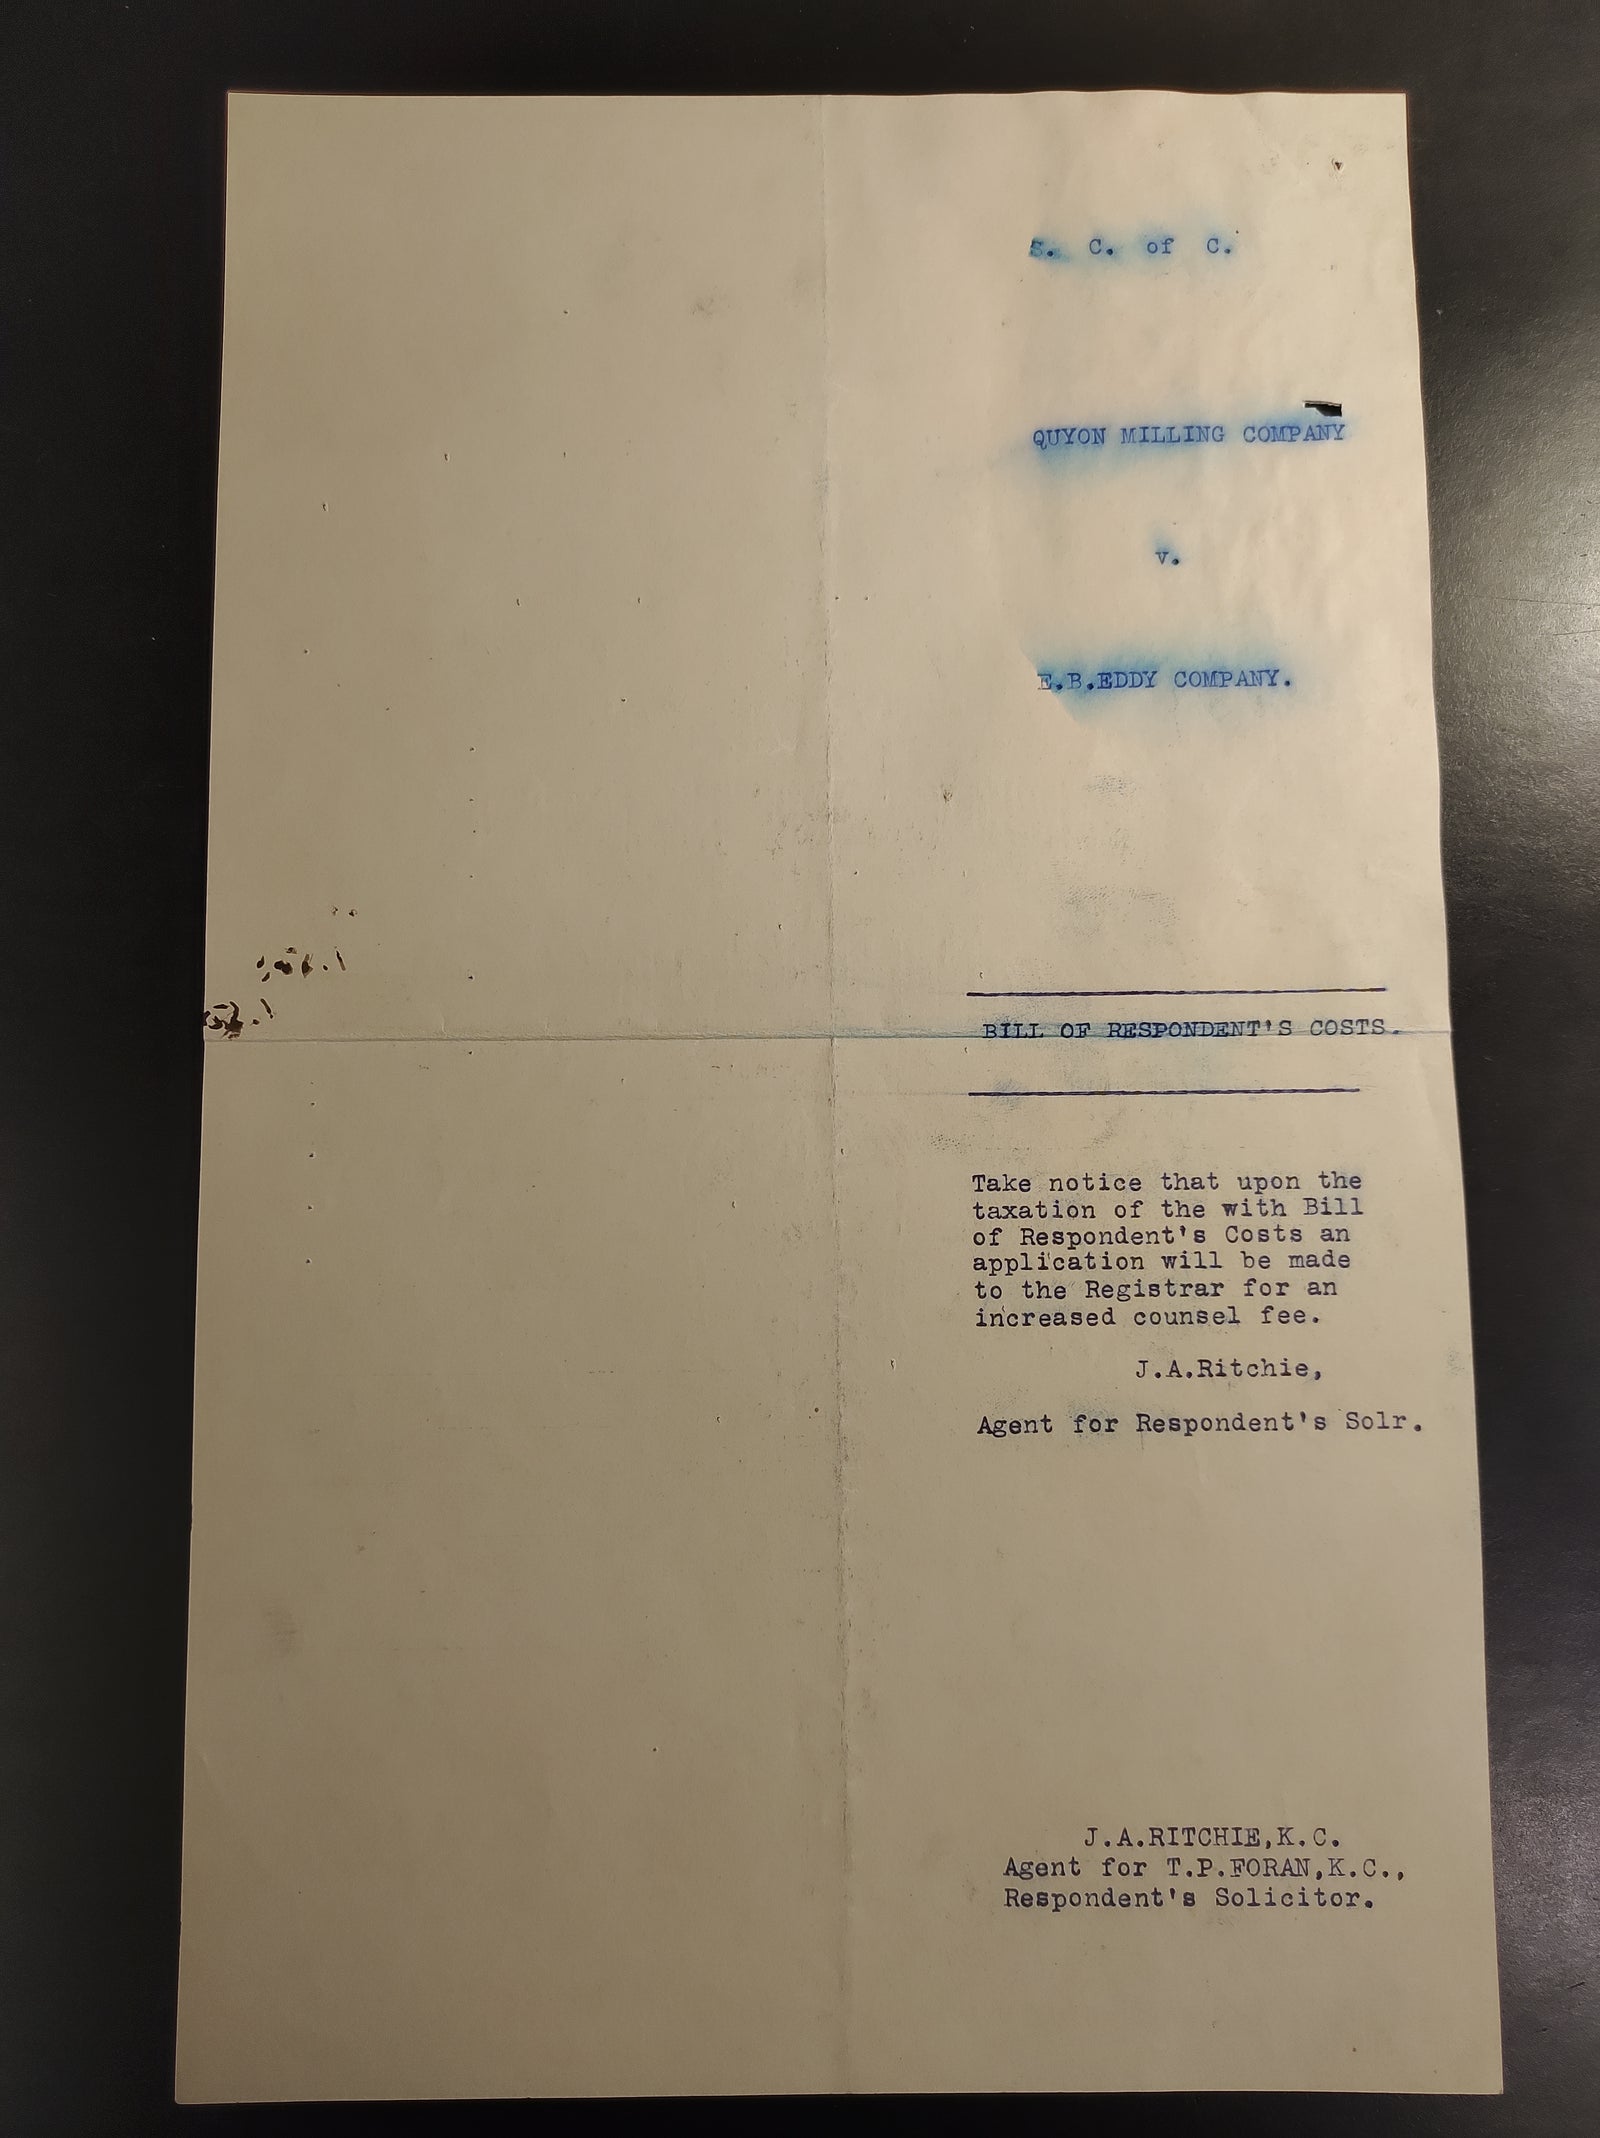 S. C. of C.
QUYON MILLING COMPANY
v.
E.B.EDDY COMPANY.
BILL OF RESPONDENT'S COSTS.
Take notice that upon the
taxation of the with Bill
of Respondent's Costs an
application will be made
to the Registrar for an
increased counsel fee.
J.A.Ritchie,
Agent for Respondent's Solr.
J.A.RITCHIE,K.C.
Agent for T.P.FORAN,K.C.,
Respondent's Solicitor.